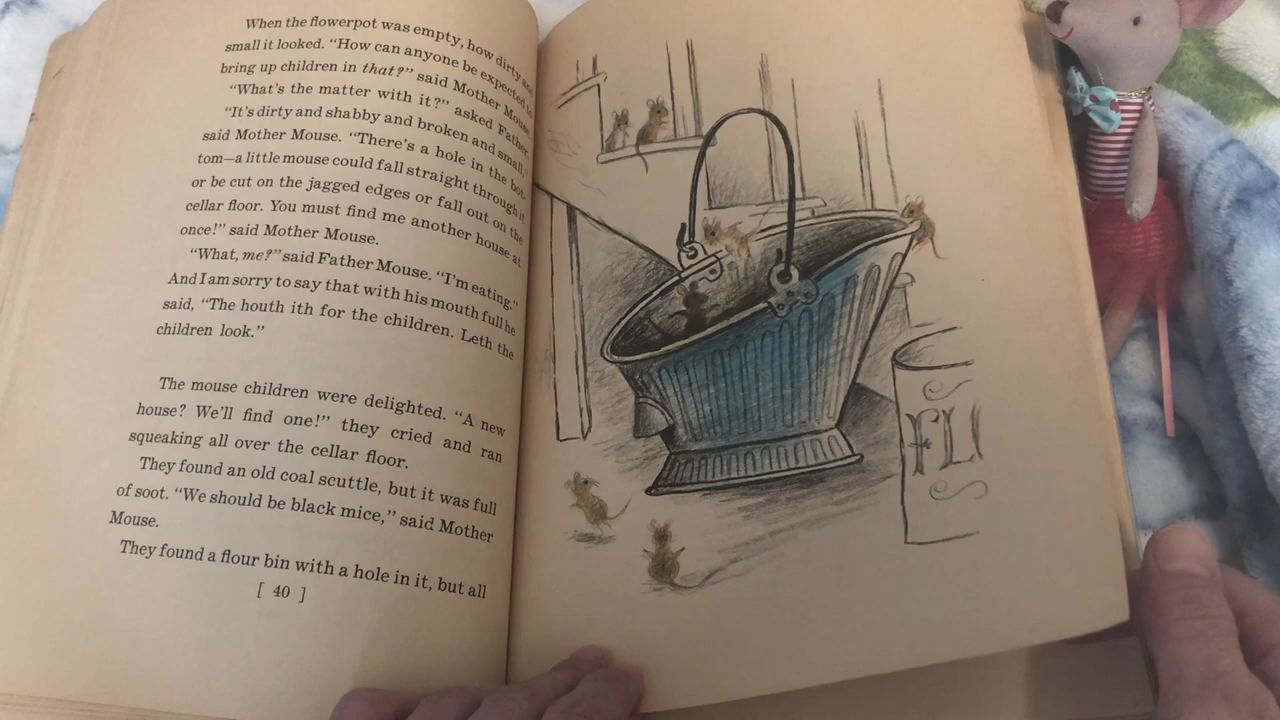 When the flowerpot was empty, how dirty and
small it looked. “How can anyone be expected to
bring up children in that?” said Mother Mouse.
“What's the matter with it?” asked Father
“It's dirty and shabby and broken and small,”
said Mother Mouse. “There's a hole in the bot-
tom—a little mouse could fall straight through it
or be cut on the jagged edges or fall out on the
cellar floor. You must find me another house at
once!” said Mother Mouse.
“What, me?” said Father Mouse. “I'm eating.”
And I am sorry to say that with his mouth full he
said, “The houth ith for the children. Leth the
children look.”
The mouse children were delighted. “A new
house? We'll find one!” they cried and ran
squeaking all over the cellar floor.
They found an old coal scuttle, but it was full
of soot. “We should be black mice,” said Mother
Mouse.
They found a flour bin with a hole in it, but all
[ 40 ]
FL